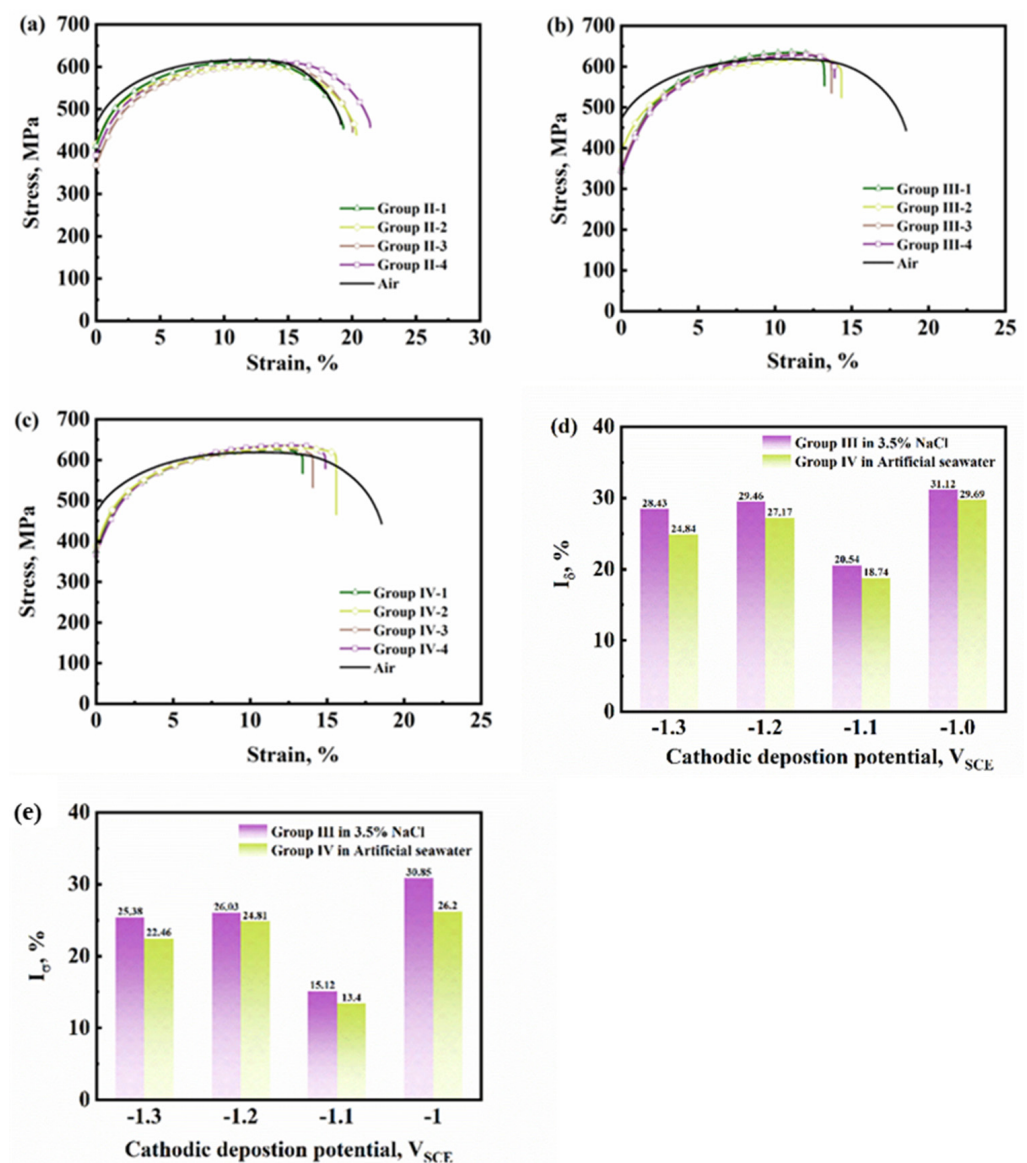 (a)
700
600
500
400
300
200
100
0
Stress, MPa
Group II-1
Group II-2
Group II-3
Group II-4
Air
0 5 10 15 20 25 30
Strain, %
(b)
700
600
500
400
300
200
100
0
Stress, MPa
Group III-1
Group III-2
Group III-3
Group III-4
Air
0 5 10 15 20 25
Strain, %
(c)
700
600
500
400
300
200
100
0
Stress, MPa
Group IV-1
Group IV-2
Group IV-3
Group IV-4
Air
0 5 10 15 20 25
Strain, %
(d)
40
30
20
10
0
Iδ, %
Group III in 3.5% NaCl
Group IV in Artificial seawater
28.43 24.84 29.46 27.17 20.54 18.74 31.12 29.69
-1.3 -1.2 -1.1 -1.0
Cathodic depostion potential, VSCE
(e)
40
30
20
10
0
Iσ, %
Group III in 3.5% NaCl
Group IV in Artificial seawater
25.38 22.46 26.03 24.81 15.12 13.4 30.85 26.2
-1.3 -1.2 -1.1 -1
Cathodic depostion potential, VSCE